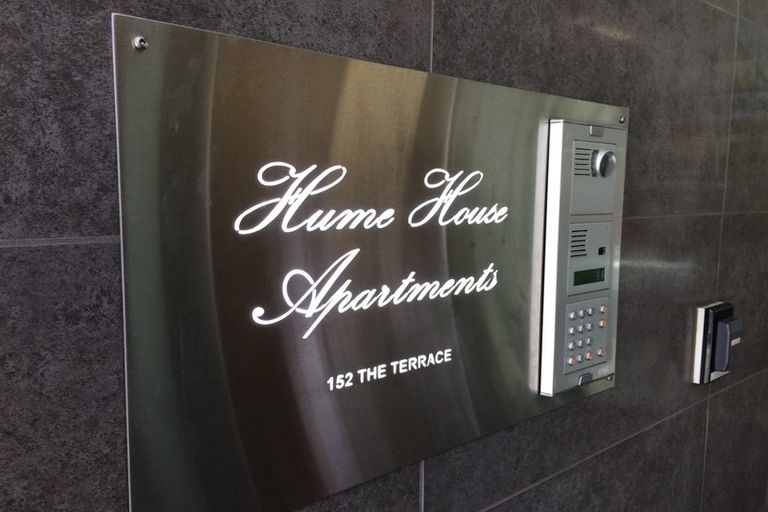 Hume House
Apartments
152 THE TERRACE